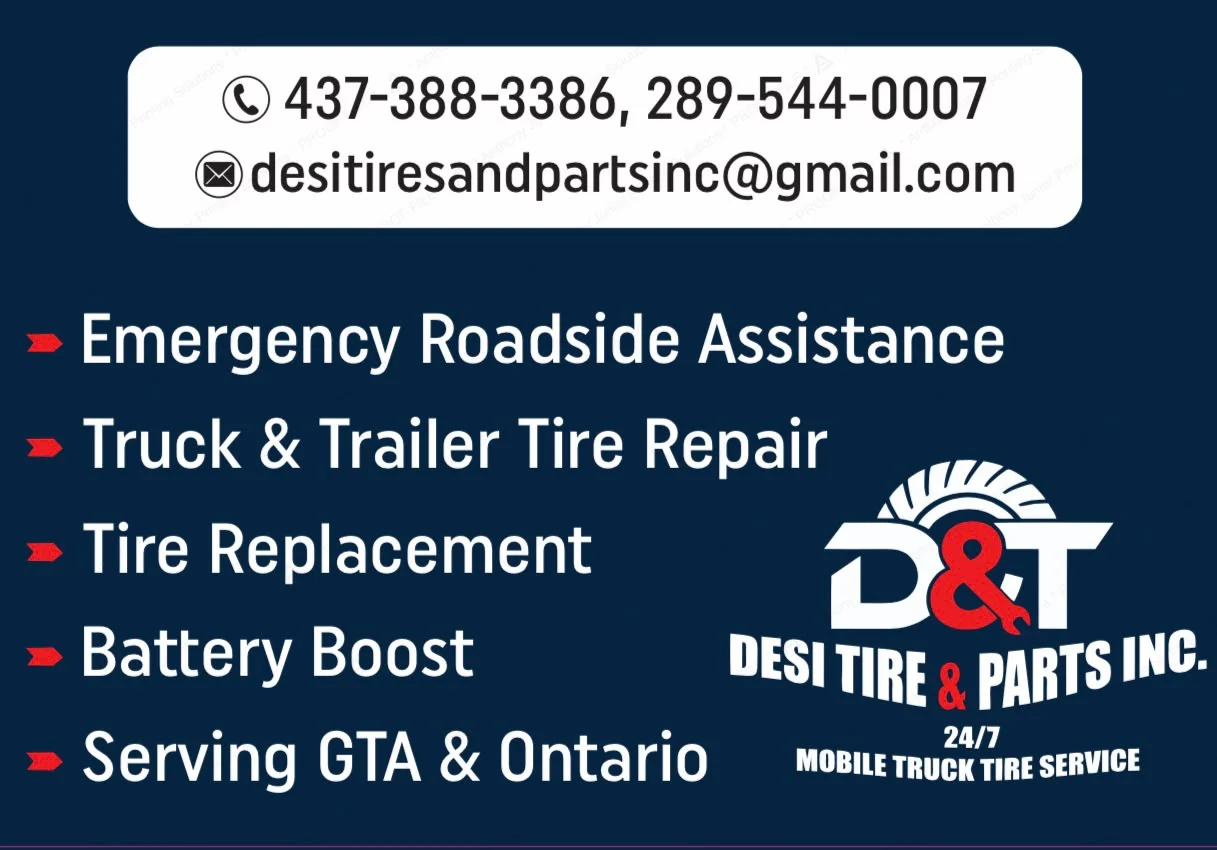 437-388-3386, 289-544-0007
desitiresandpartsinc@gmail.com
Emergency Roadside Assistance
Truck & Trailer Tire Repair
Tire Replacement
Battery Boost
Serving GTA & Ontario
D&T
DESI TIRE & PARTS INC.
24/7
MOBILE TRUCK TIRE SERVICE